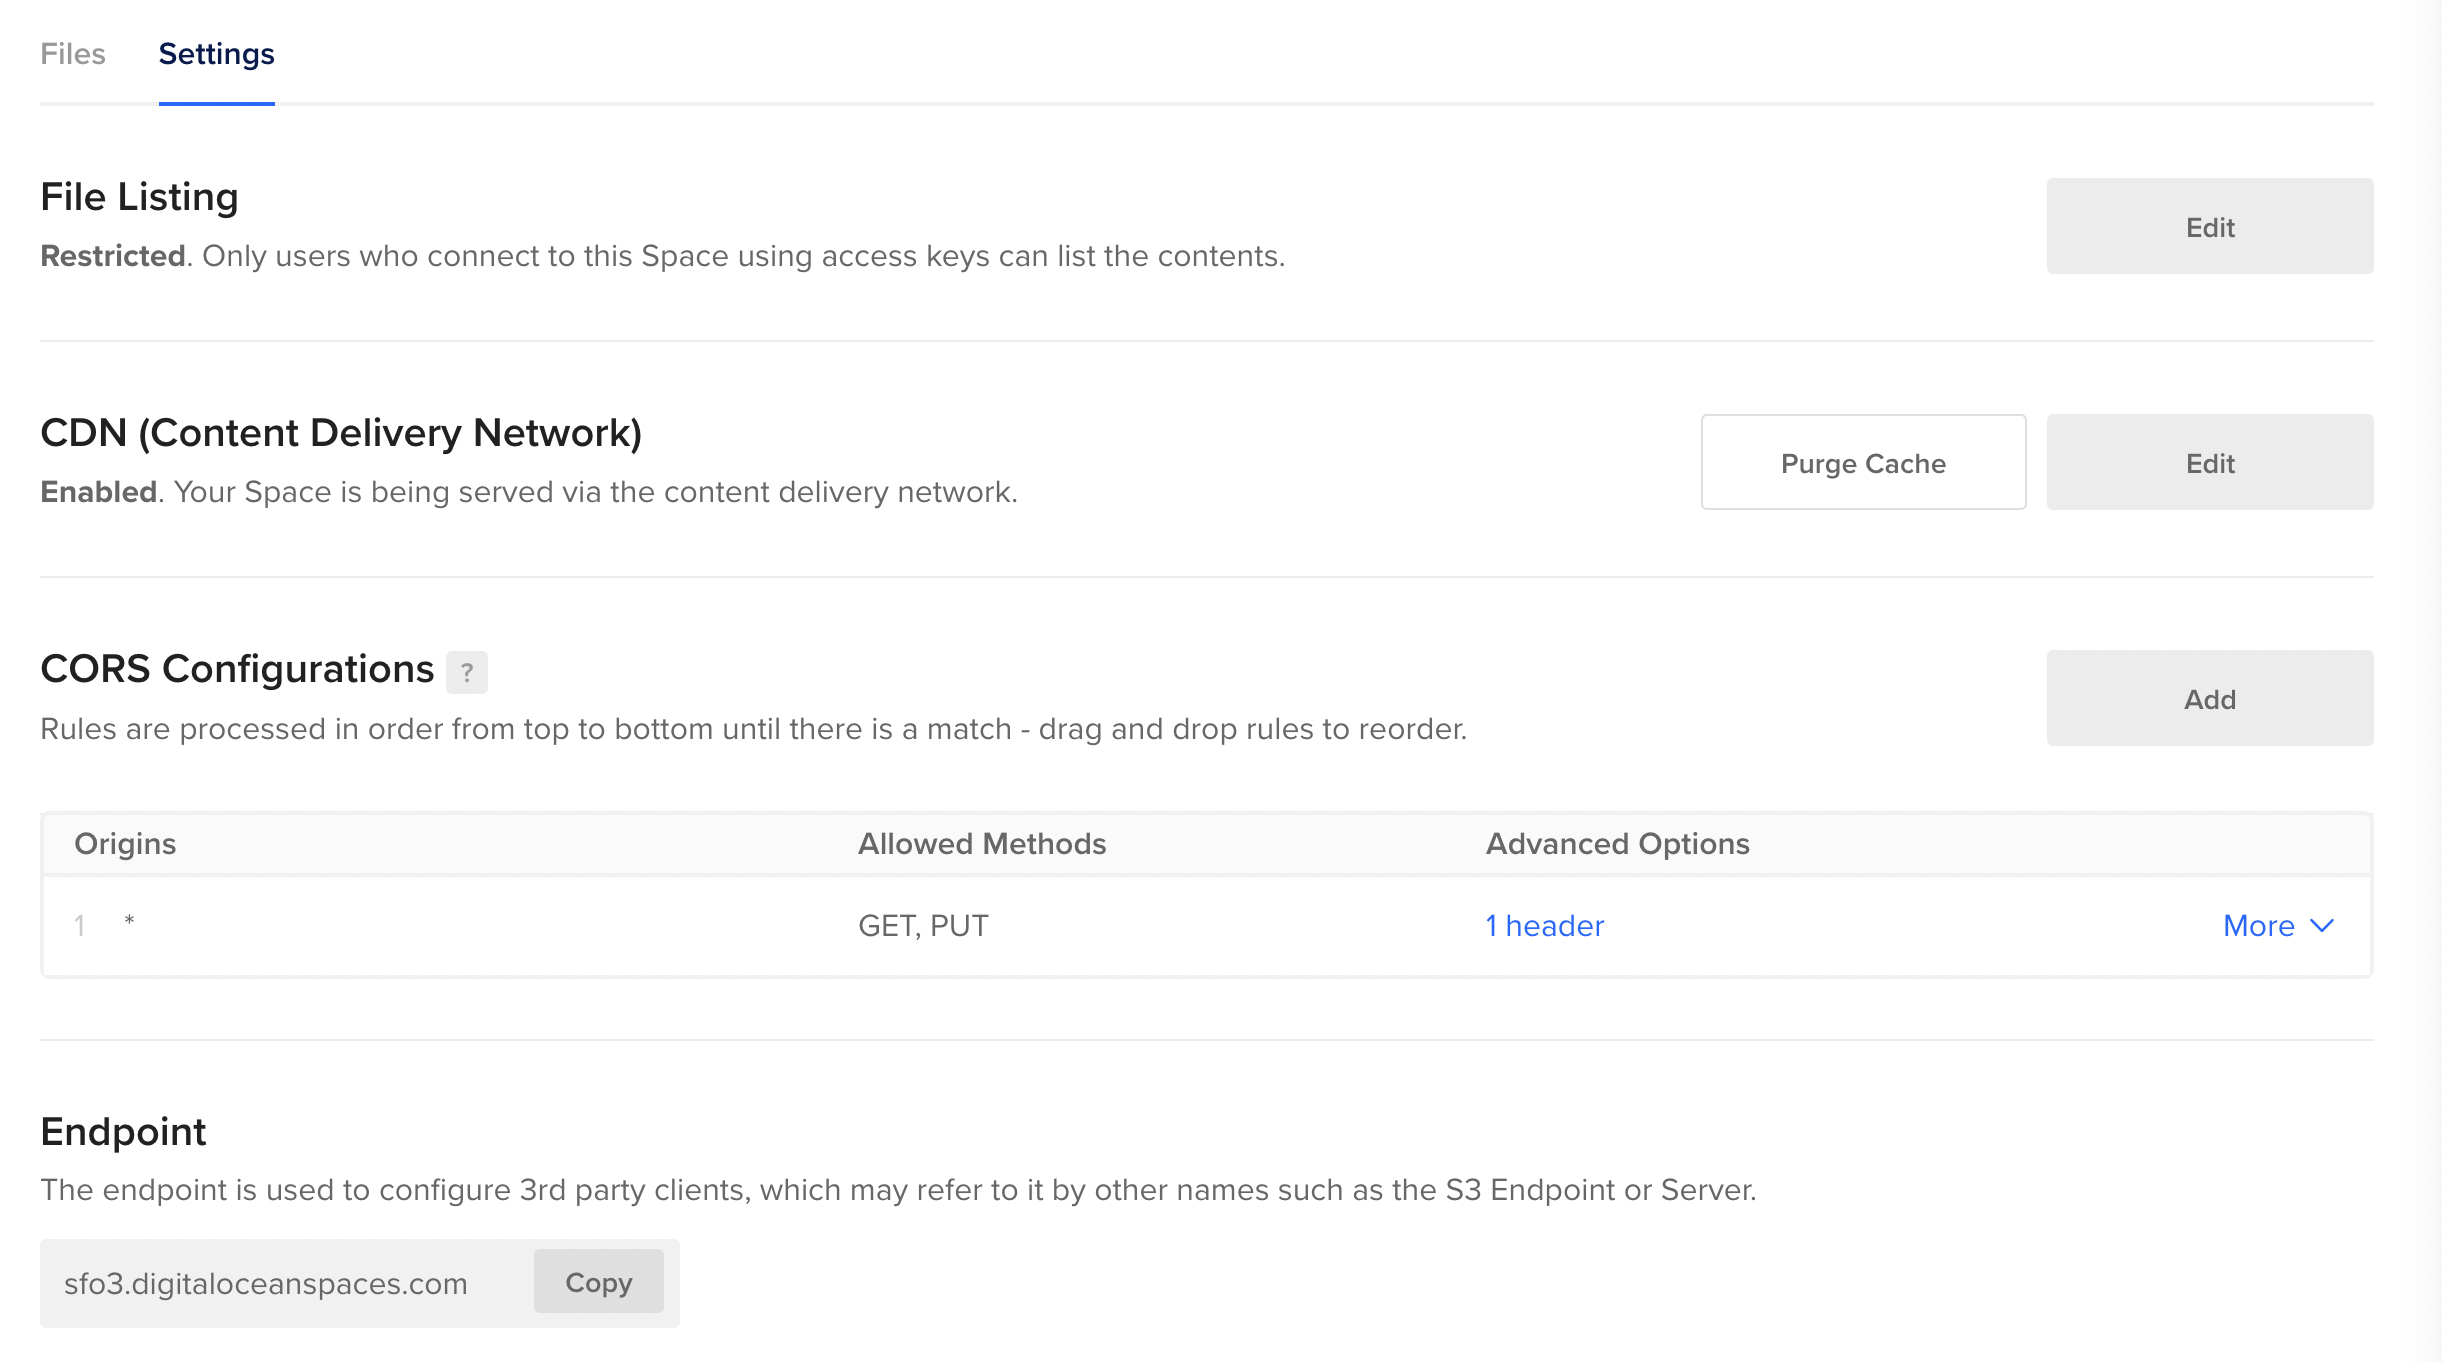 Files Settings
File Listing
Edit
Restricted. Only users who connect to this Space using access keys can list the contents.
CDN (Content Delivery Network)
Purge Cache Edit
Enabled. Your Space is being served via the content delivery network.
CORS Configurations ?
Add
Rules are processed in order from top to bottom until there is a match - drag and drop rules to reorder.
Origins Allowed Methods Advanced Options
1 * GET, PUT 1 header More
Endpoint
The endpoint is used to configure 3rd party clients, which may refer to it by other names such as the S3 Endpoint or Server.
sfo3.digitaloceanspaces.com Copy